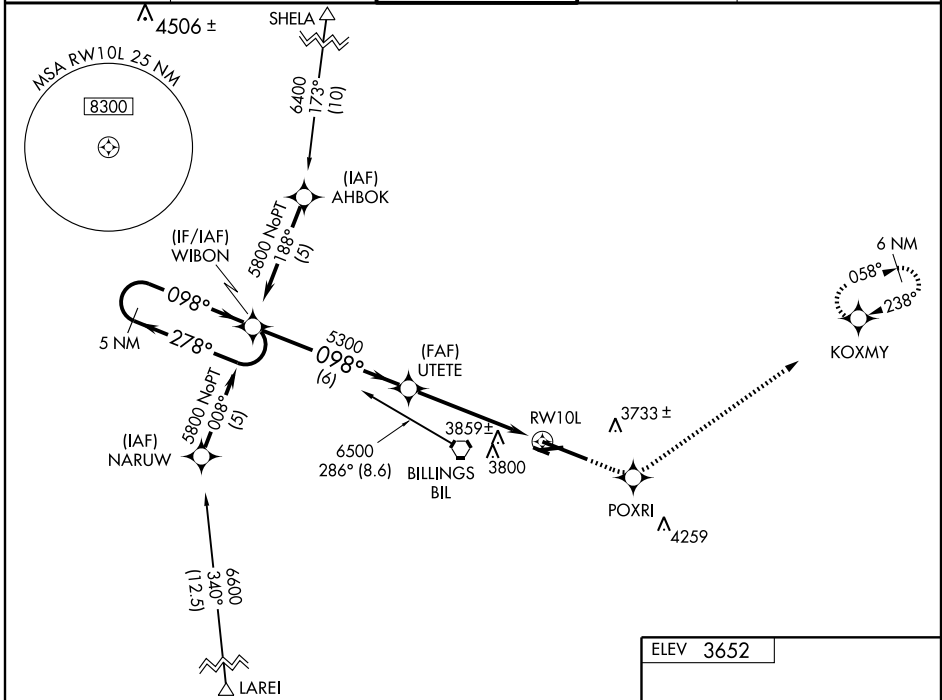 4506 ±
SHELA
MSA RW10L 25 NM
8300
6400
173°
(10)
(IAF)
AHBOK
5800 NoPT
188°
(5)
(IF/IAF)
WIBON
6 NM
058°
238°
KOXMY
098°
278°
5 NM
5300
098°
(6)
(FAF)
UTETE
5800 NoPT
008°
(5)
(IAF)
NARUW
RW10L
3733 ±
3859±
3800
6500
286° (8.6)
BILLINGS
BIL
POXRI
4259
6600
340°
(12.5)
LAREI
ELEV 3652